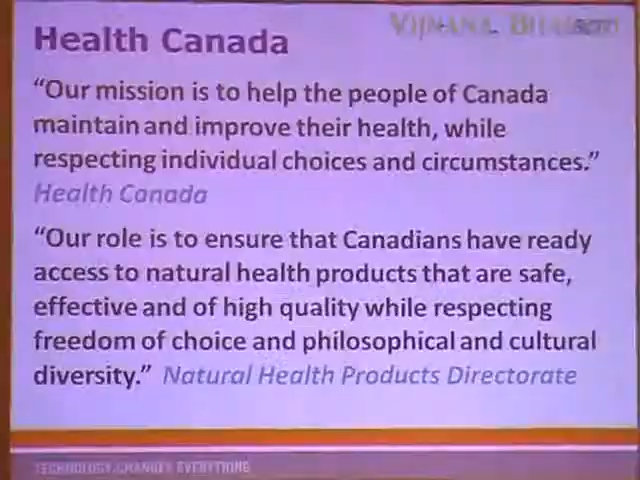 Health Canada
"Our mission is to help the people of Canada
maintain and improve their health, while
respecting individual choices and circumstances."
Health Canada
"Our role is to ensure that Canadians have ready
access to natural health products that are safe,
effective and of high quality while respecting
freedom of choice and philosophical and cultural
diversity." Natural Health Products Directorate
TECHNOLOGY CHANGES EVERYTHING